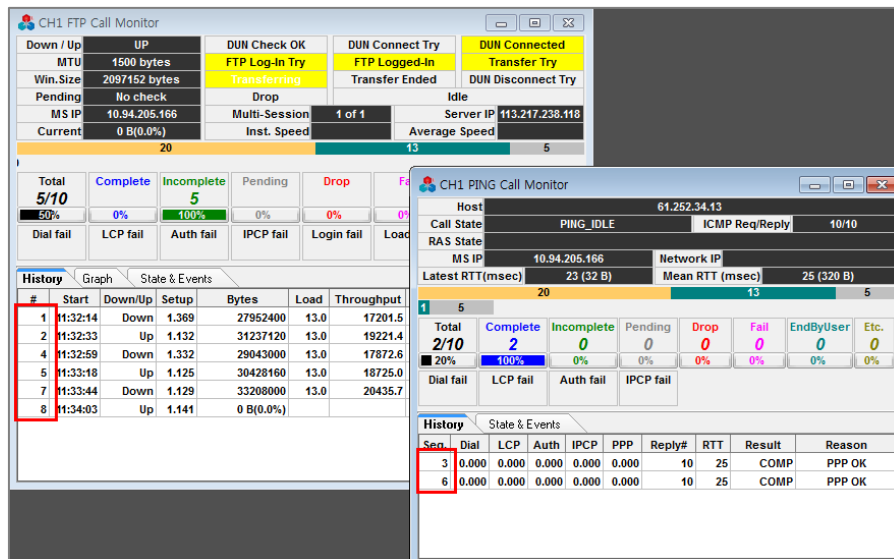 CH1 FTP Call Monitor
Down / Up UP DUN Check OK DUN Connect Try DUN Connected
MTU 1500 bytes FTP Log-In Try FTP Logged-In Transfer Try
Win.Size 2097152 bytes Transferring Transfer Ended DUN Disconnect Try
Pending No check Drop Idle
MS IP 10.94.205.166 Multi-Session 1 of 1 Server IP 113.217.238.118
Current 0 B(0.0%) Inst. Speed Average Speed
20 13 5
Total Complete Incomplete Pending Drop
5/10 5
50% 0% 100% 0% 0%
Dial fail LCP fail Auth fail IPCP fail Login fail
History Graph State & Events
# Start Down/Up Setup Bytes Load Throughput
1 11:32:14 Down 1.369 27952400 13.0 17201.5
2 11:32:33 Up 1.132 31237120 13.0 19221.4
4 11:32:59 Down 1.332 29043000 13.0 17872.6
5 11:33:18 Up 1.125 30428160 13.0 18725.0
7 11:33:44 Down 1.129 33208000 13.0 20435.7
8 11:34:03 Up 1.141 0 B(0.0%)
CH1 PING Call Monitor
Host 61.252.34.13
Call State PING_IDLE ICMP Req/Reply 10/10
RAS State
MS IP 10.94.205.166 Network IP
Latest RTT(msec) 23 (32 B) Mean RTT (msec) 25 (320 B)
20 13 5
1 5
Total Complete Incomplete Pending Drop Fail EndByUser Etc.
2/10 2 0 0 0 0 0 0
20% 100% 0% 0% 0% 0% 0% 0%
Dial fail LCP fail Auth fail IPCP fail
History State & Events
Seq. Dial LCP Auth IPCP PPP Reply# RTT Result Reason
3 0.000 0.000 0.000 0.000 0.000 10 25 COMP PPP OK
6 0.000 0.000 0.000 0.000 0.000 10 25 COMP PPP OK